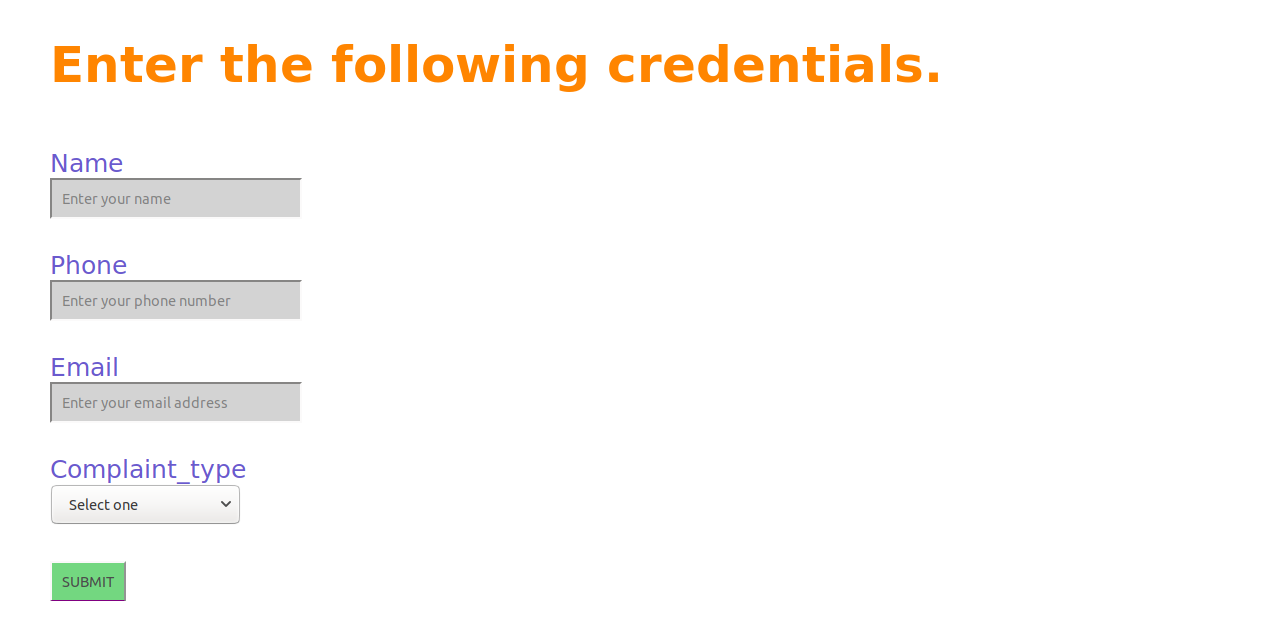 Enter the following credentials.
Name
Enter your name
Phone
Enter your phone number
Email
Enter your email address
Complaint_type
Select one
SUBMIT